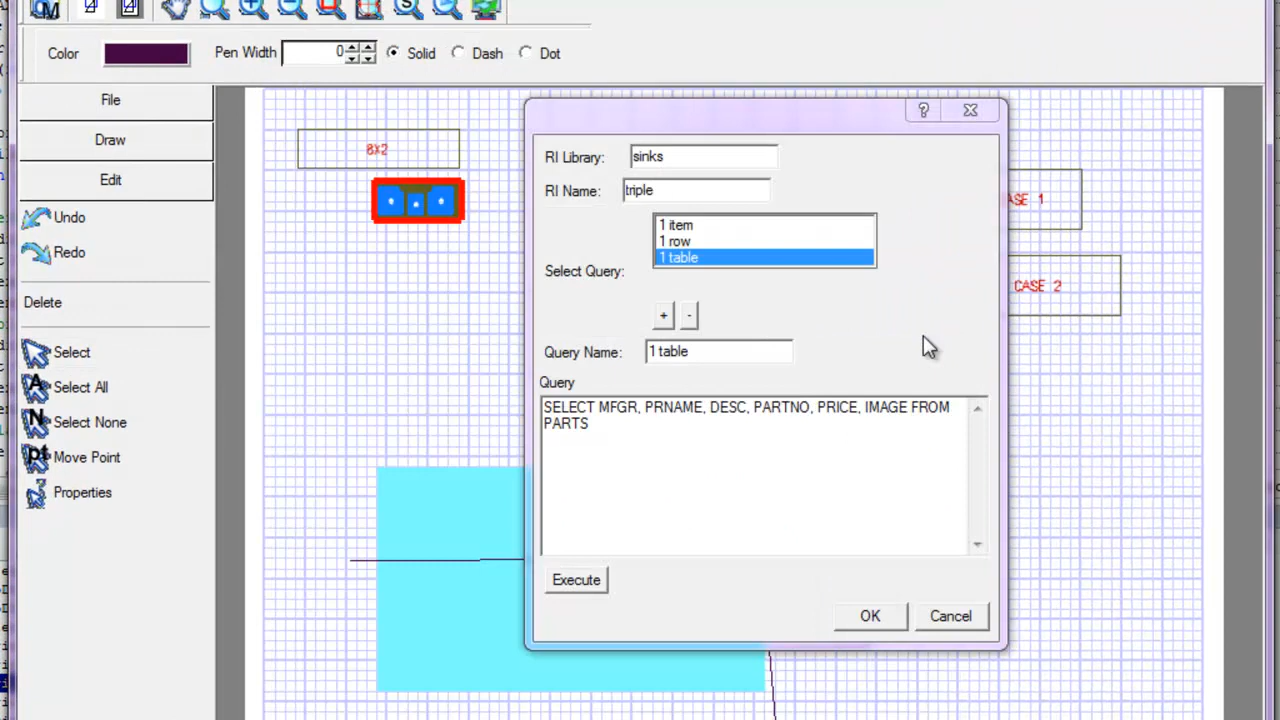 Color
Pen Width
0
Solid
Dash
Dot
File
Draw
Edit
Undo
Redo
Delete
Select
Select All
Select None
Move Point
Properties
8X2
ASE 1
CASE 2
RI Library:
sinks
RI Name:
triple
1 item
1 row
1 table
Select Query:
+
-
Query Name:
1 table
Query
SELECT MFGR, PRNAME, DESC, PARTNO, PRICE, IMAGE FROM
PARTS
Execute
OK
Cancel